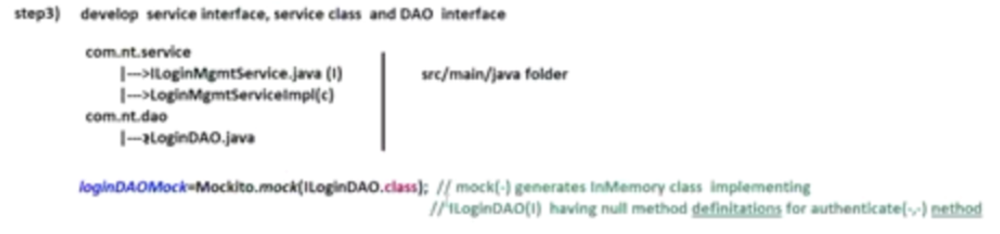 step3) develop service interface, service class and DAO interface
com.nt.service
|--->ILoginMgmtService.java (I)
|--->LoginMgmtServiceImpl(c)
src/main/java folder
com.nt.dao
|--->ILoginDAO.java
loginDAOMock=Mockito.mock(ILoginDAO.class); // mock(-) generates InMemory class implementing
// ILoginDAO(I) having null method definitations for authenticate(-,-) nethod